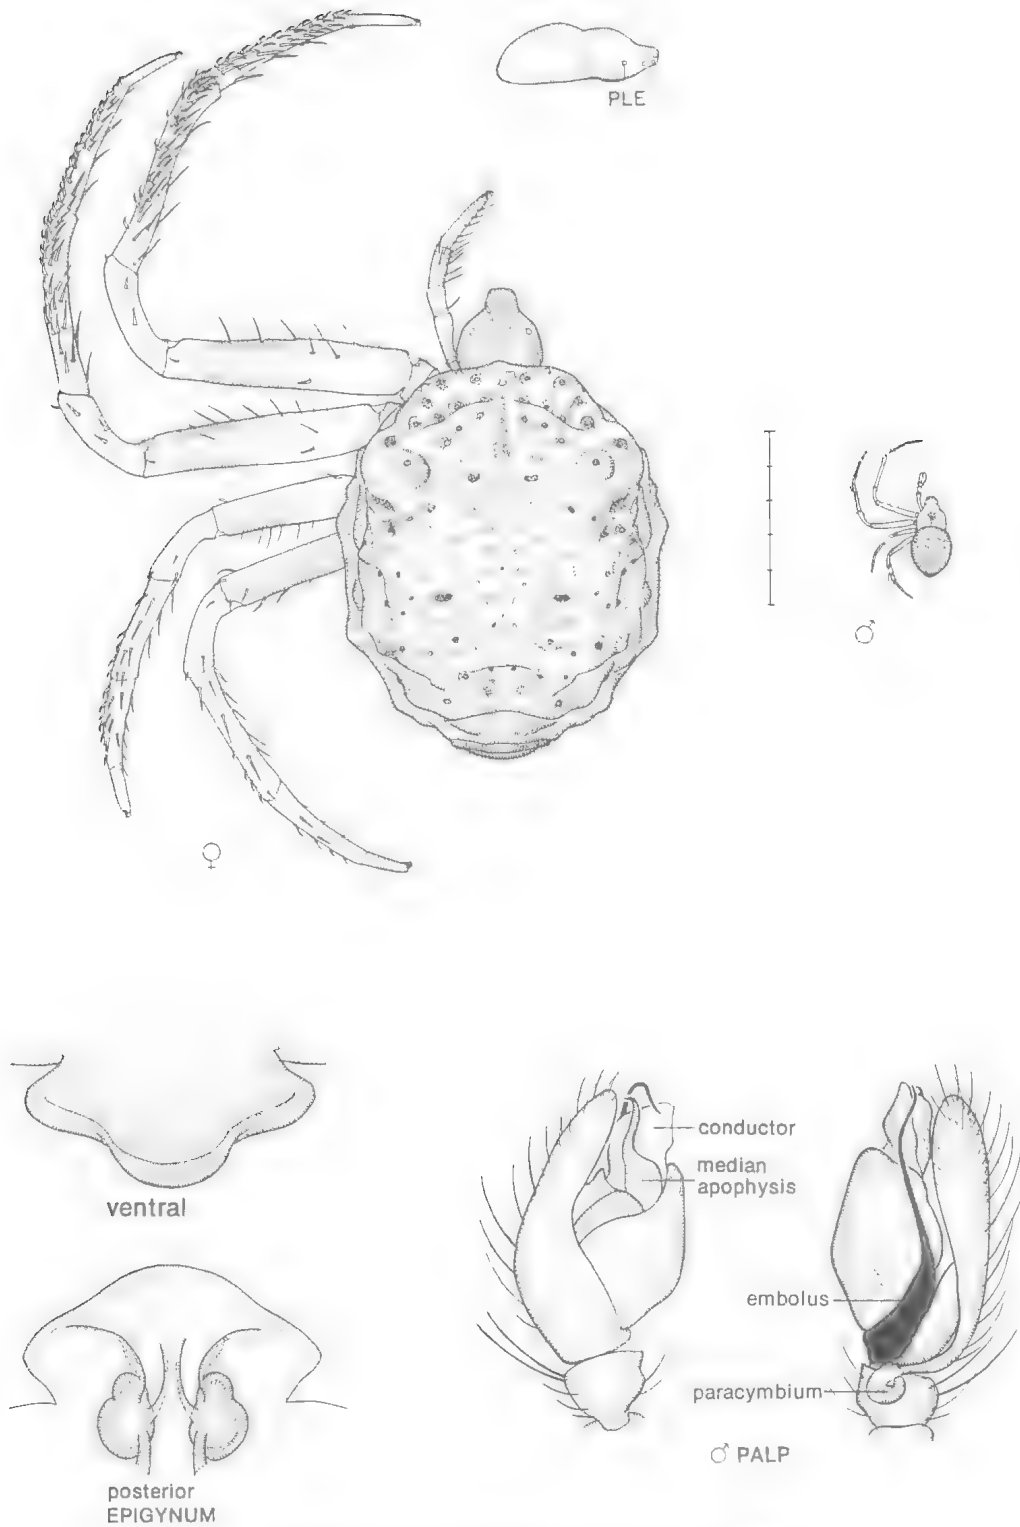 PLE
♂
♀
ventral
posterior
EPIGYNUM
conductor
median
apophysis
embolus
paracymbium
♂ PALP